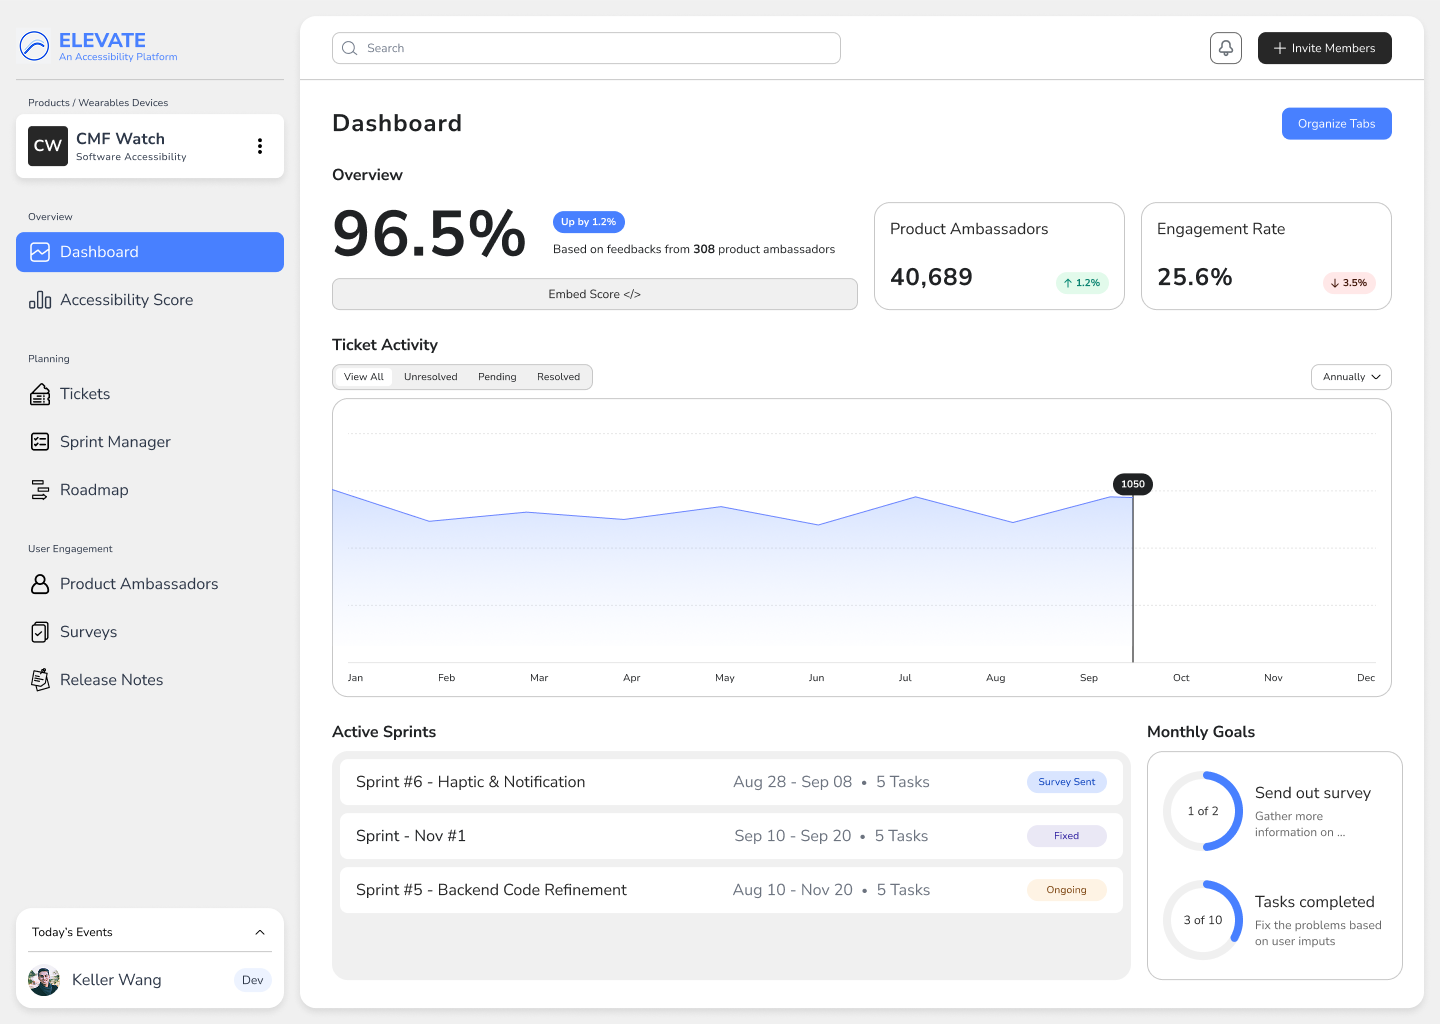 ELEVATE
An Accessibility Platform
Products / Wearables Devices
CW
CMF Watch
Software Accessibility
Overview
Dashboard
Accessibility Score
Planning
Tickets
Sprint Manager
Roadmap
User Engagement
Product Ambassadors
Surveys
Release Notes
Today's Events
Keller Wang
Dev
Search
Invite Members
Dashboard
Organize Tabs
Overview
96.5%
Up by 1.2%
Based on feedbacks from 308 product ambassadors
Embed Score </>
Product Ambassadors
40,689
↑ 1.2%
Engagement Rate
25.6%
↓ 3.5%
Ticket Activity
View All Unresolved Pending Resolved
Annually
1050
Jan Feb Mar Apr May Jun Jul Aug Sep Oct Nov Dec
Active Sprints
Sprint #6 - Haptic & Notification Aug 28 - Sep 08 • 5 Tasks Survey Sent
Sprint - Nov #1 Sep 10 - Sep 20 • 5 Tasks Fixed
Sprint #5 - Backend Code Refinement Aug 10 - Nov 20 • 5 Tasks Ongoing
Monthly Goals
1 of 2
Send out survey
Gather more
information on ...
3 of 10
Tasks completed
Fix the problems based
on user imputs